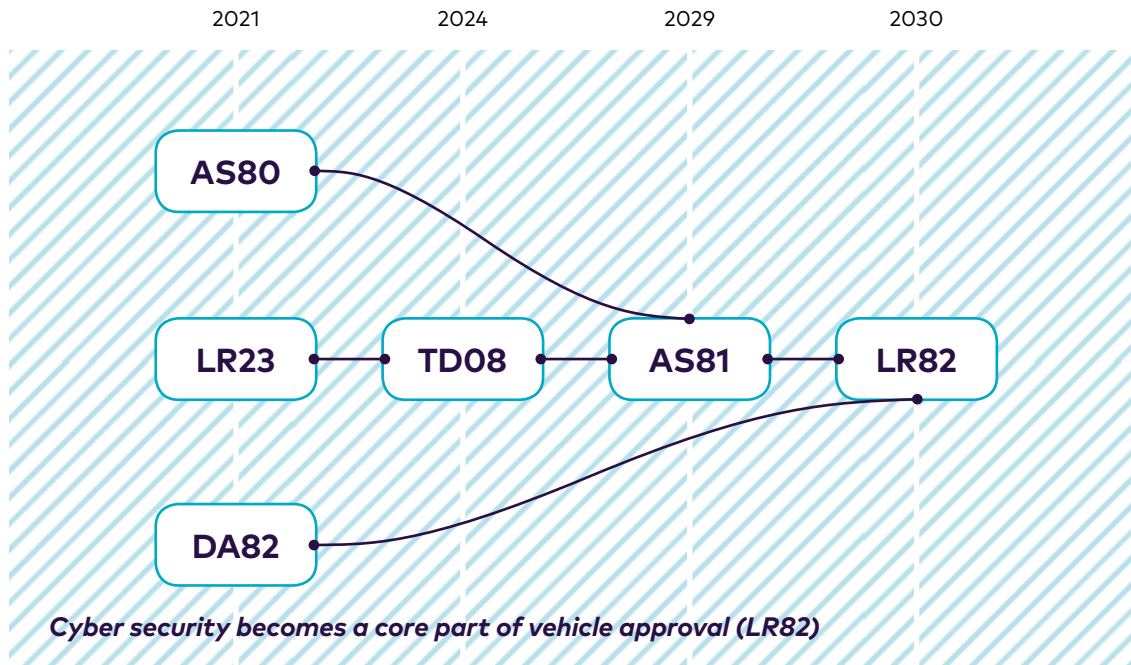 2021 2024 2029 2030
AS80
LR23 TD08 AS81 LR82
DA82
Cyber security becomes a core part of vehicle approval (LR82)